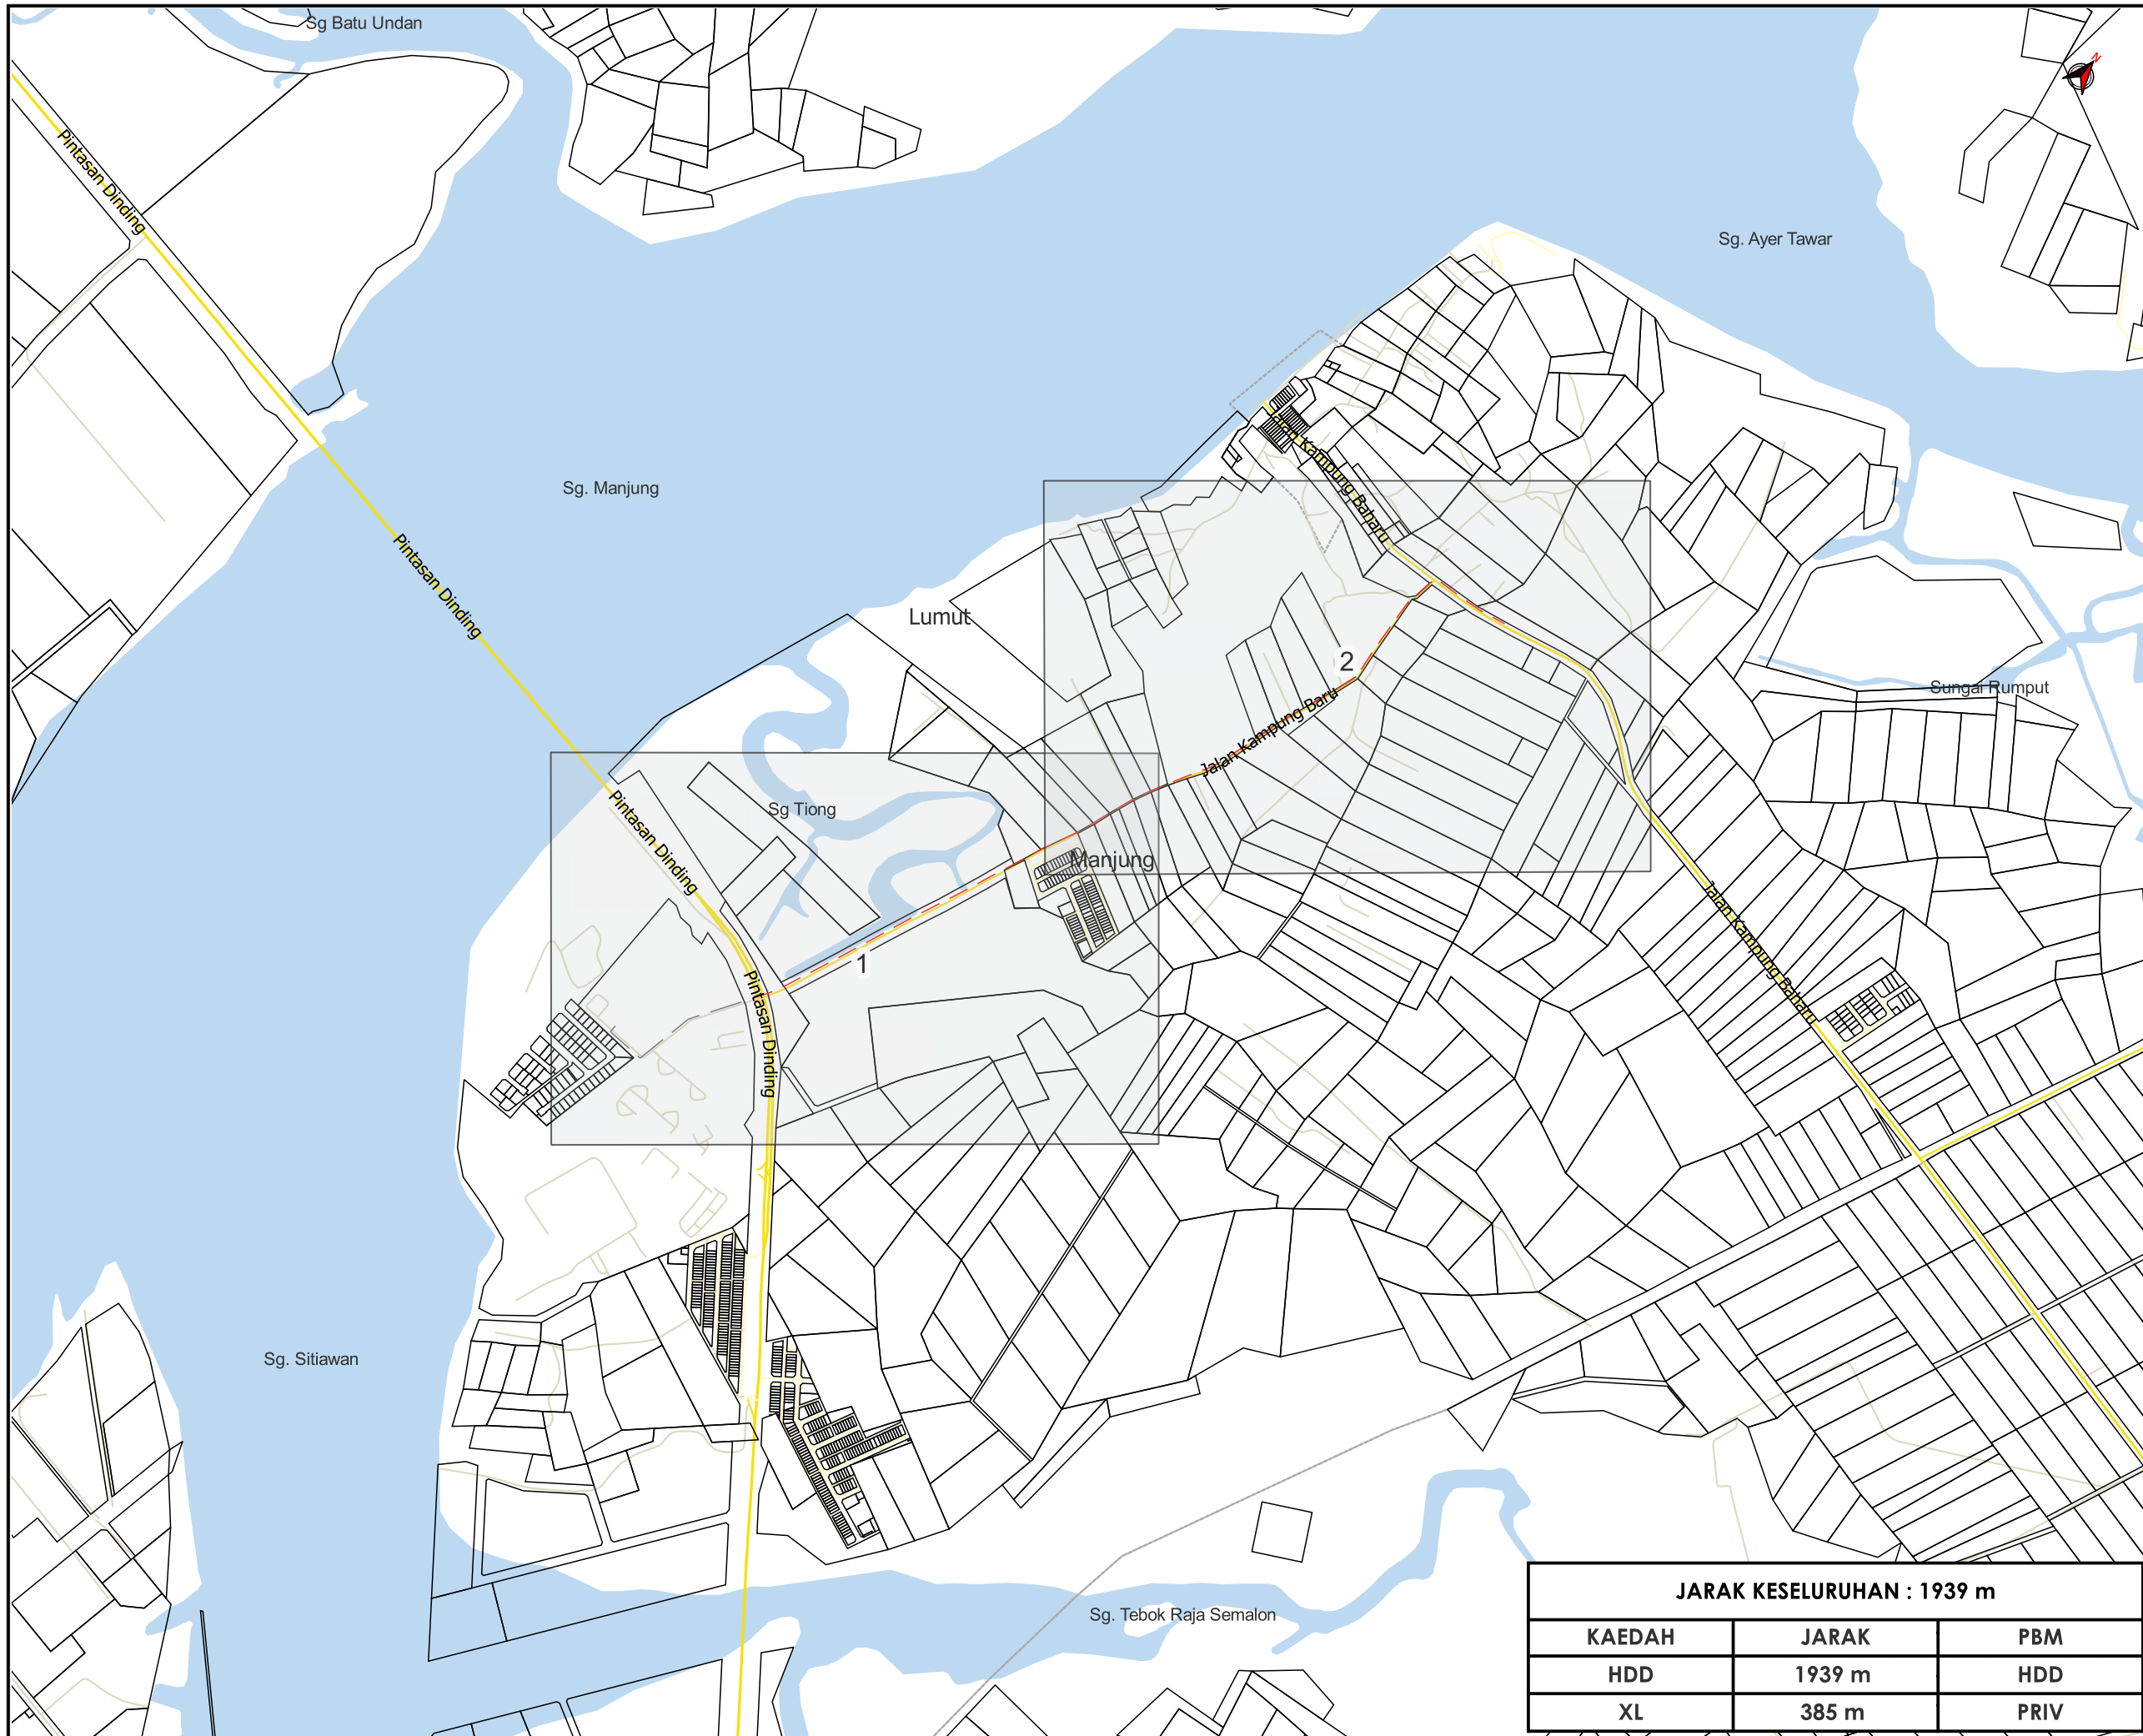 Sg Batu Undan
N
Pintasan Dinding
Sg. Ayer Tawar
Jalan Kampung Baharu
Sg. Manjung
Pintasan Dinding
Lumut
2
Sungai Rumput
Jalan Kampung Baru
Sg Tiong
Pintasan Dinding
Manjung
Jalan Kampung Baharu
1
Pintasan Dinding
Sg. Sitiawan
Sg. Tebok Raja Semalon
JARAK KESELURUHAN : 1939 m
KAEDAH JARAK PBM
HDD 1939 m HDD
XL 385 m PRIV